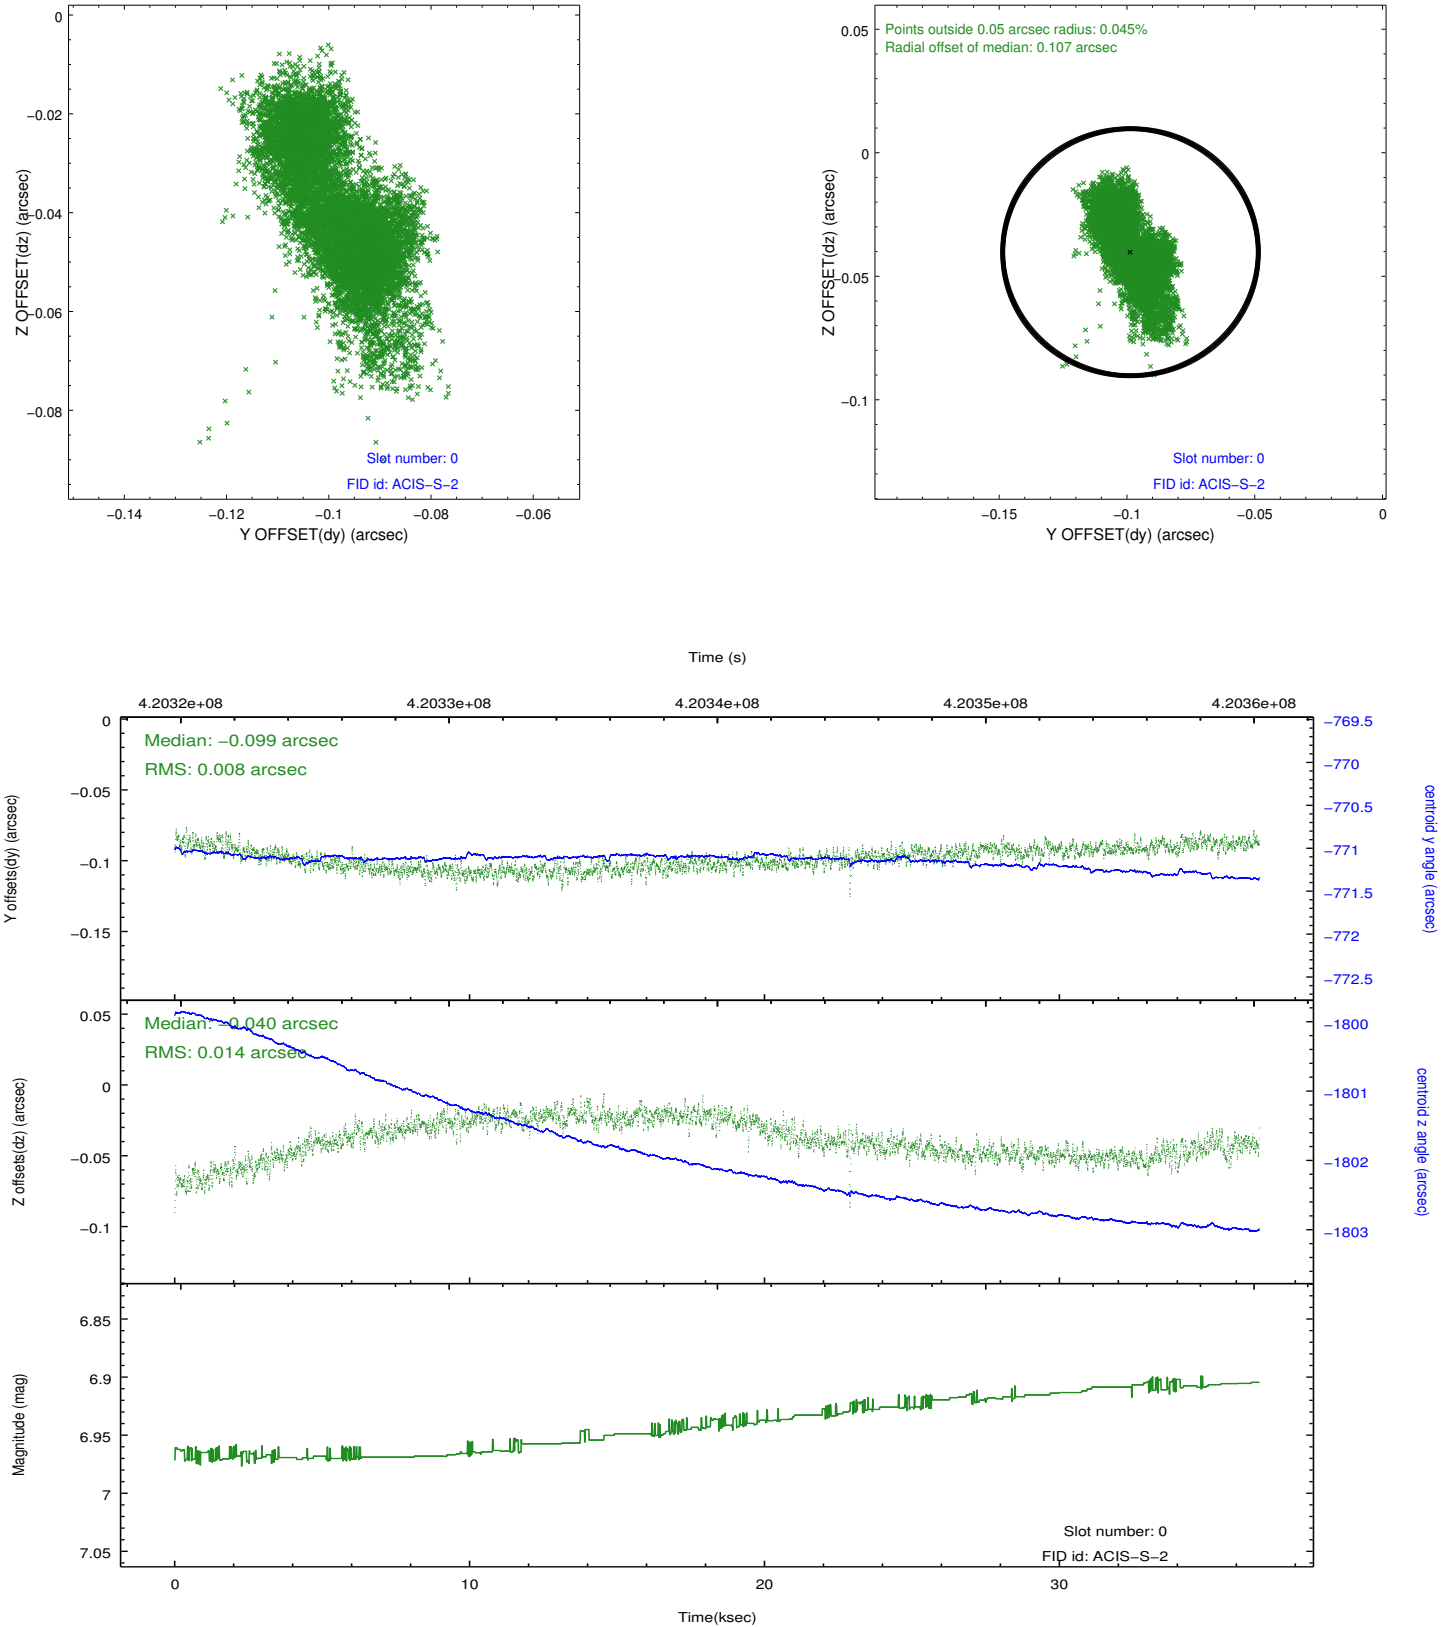 0
−0.02
−0.04
−0.06
−0.08
Z OFFSET(dz) (arcsec)
Slot number: 0
FID id: ACIS−S−2
−0.14
−0.12
−0.1
−0.08
−0.06
Y OFFSET(dy) (arcsec)
Points outside 0.05 arcsec radius: 0.045%
Radial offset of median: 0.107 arcsec
0.05
0
−0.05
−0.1
Z OFFSET(dz) (arcsec)
Slot number: 0
FID id: ACIS−S−2
−0.15
−0.1
−0.05
0
Y OFFSET(dy) (arcsec)
Time (s)
4.2032e+08
4.2033e+08
4.2034e+08
4.2035e+08
4.2036e+08
Median: −0.099 arcsec
RMS: 0.008 arcsec
0
−0.05
−0.1
−0.15
Y offsets(dy) (arcsec)
−769.5
−770
−770.5
−771
−771.5
−772
−772.5
centroid y angle (arcsec)
Median: −0.040 arcsec
RMS: 0.014 arcsec
0.05
0
−0.05
−0.1
Z offsets(dz) (arcsec)
−1800
−1801
−1802
−1803
centroid z angle (arcsec)
6.85
6.9
6.95
7
7.05
Magnitude (mag)
Slot number: 0
FID id: ACIS−S−2
0
10
20
30
Time(ksec)